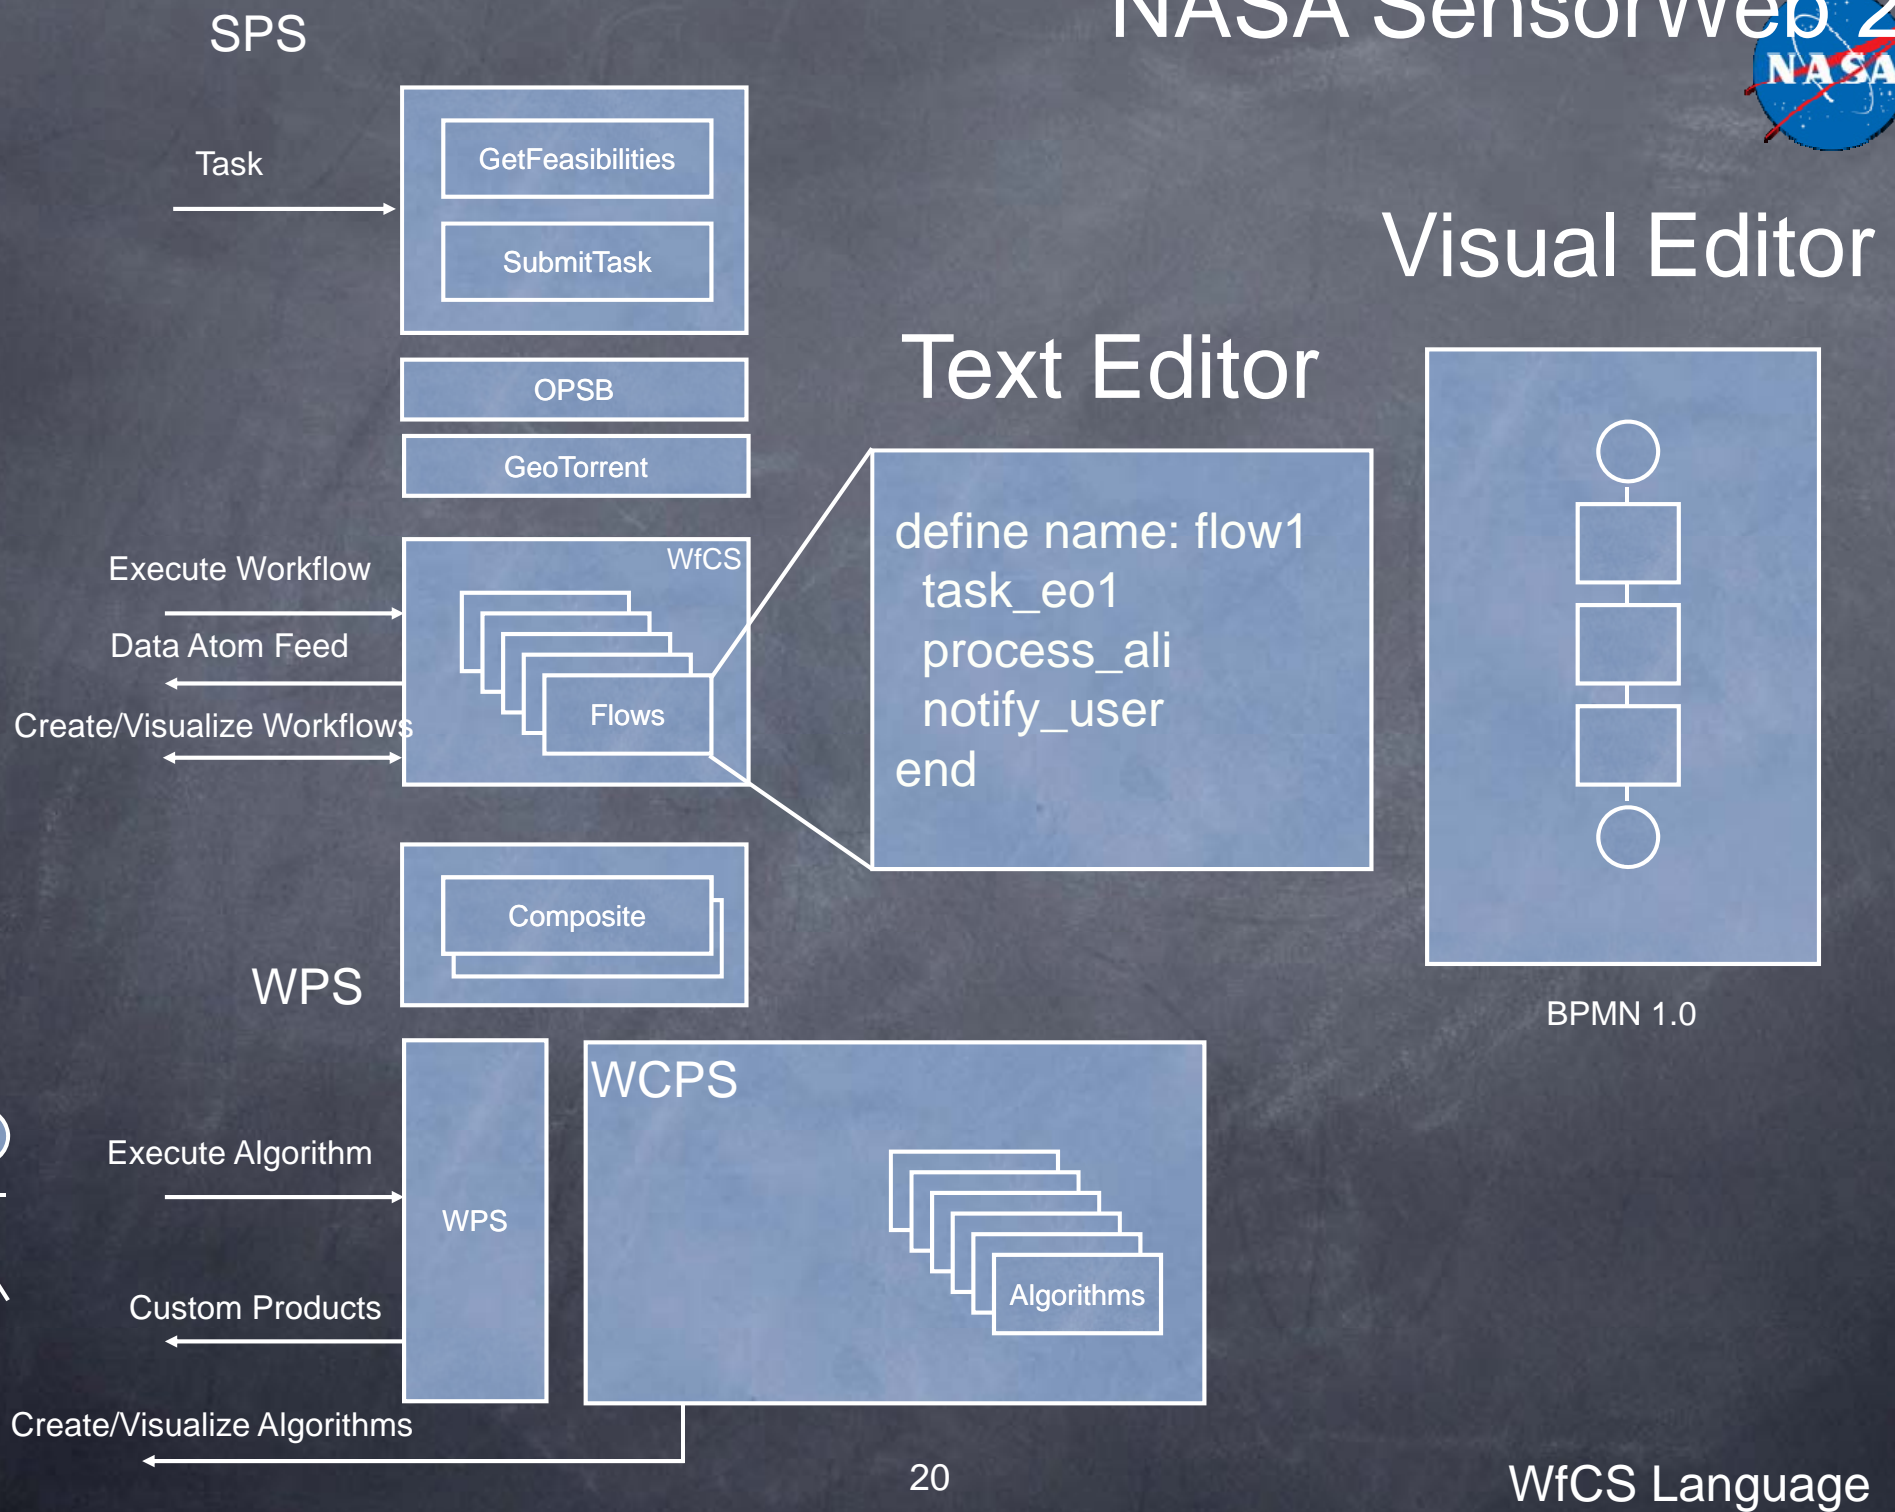 SPS
NASA SensorWeb 2
NASA
Task
GetFeasibilities
SubmitTask
Visual Editor
Text Editor
OPSB
GeoTorrent
WfCS
Execute Workflow
Data Atom Feed
Create/Visualize Workflows
Flows
define name: flow1
task_eo1
process_ali
notify_user
end
Composite
WPS
BPMN 1.0
WCPS
Execute Algorithm
WPS
Custom Products
Algorithms
Create/Visualize Algorithms
20
WfCS Language